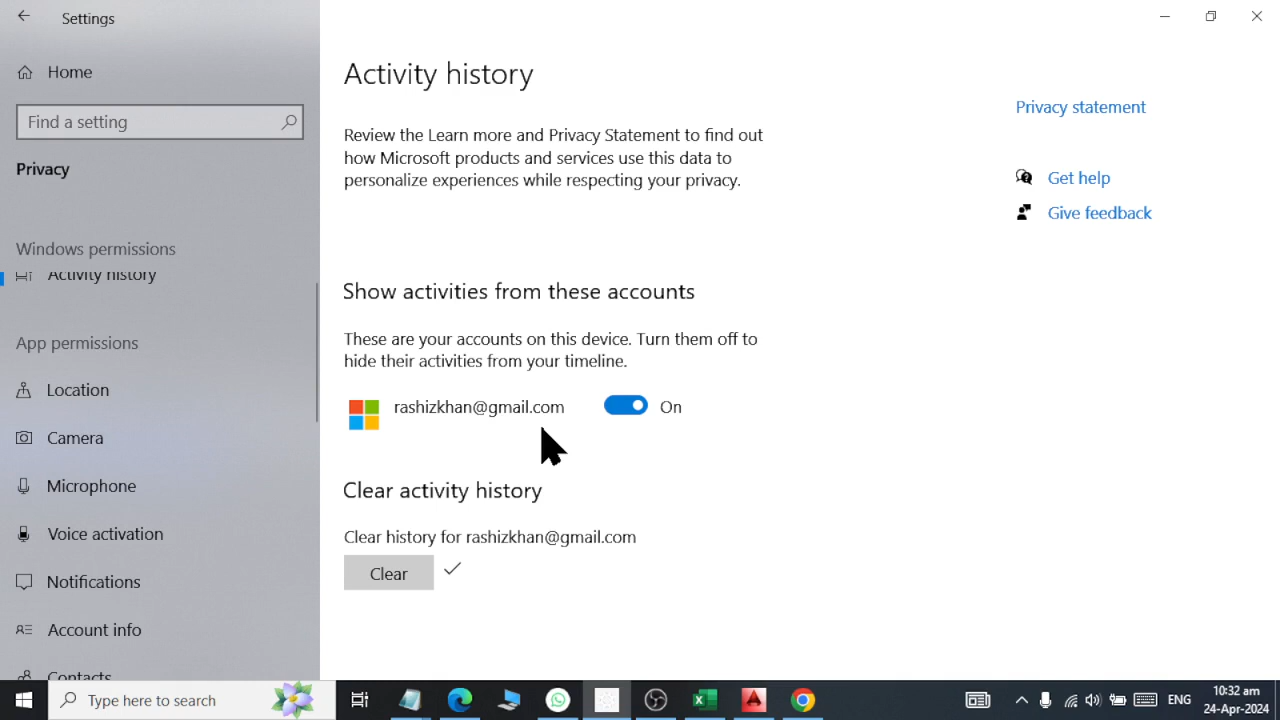 Settings
Home
Find a setting
Privacy
Windows permissions
Activity history
App permissions
Location
Camera
Microphone
Voice activation
Notifications
Account info
Contacts
Activity history
Review the Learn more and Privacy Statement to find out
how Microsoft products and services use this data to
personalize experiences while respecting your privacy.
Show activities from these accounts
These are your accounts on this device. Turn them off to
hide their activities from your timeline.
rashizkhan@gmail.com On
Clear activity history
Clear history for rashizkhan@gmail.com
Clear
Privacy statement
Get help
Give feedback
Type here to search
ENG
10:32 am
24-Apr-2024